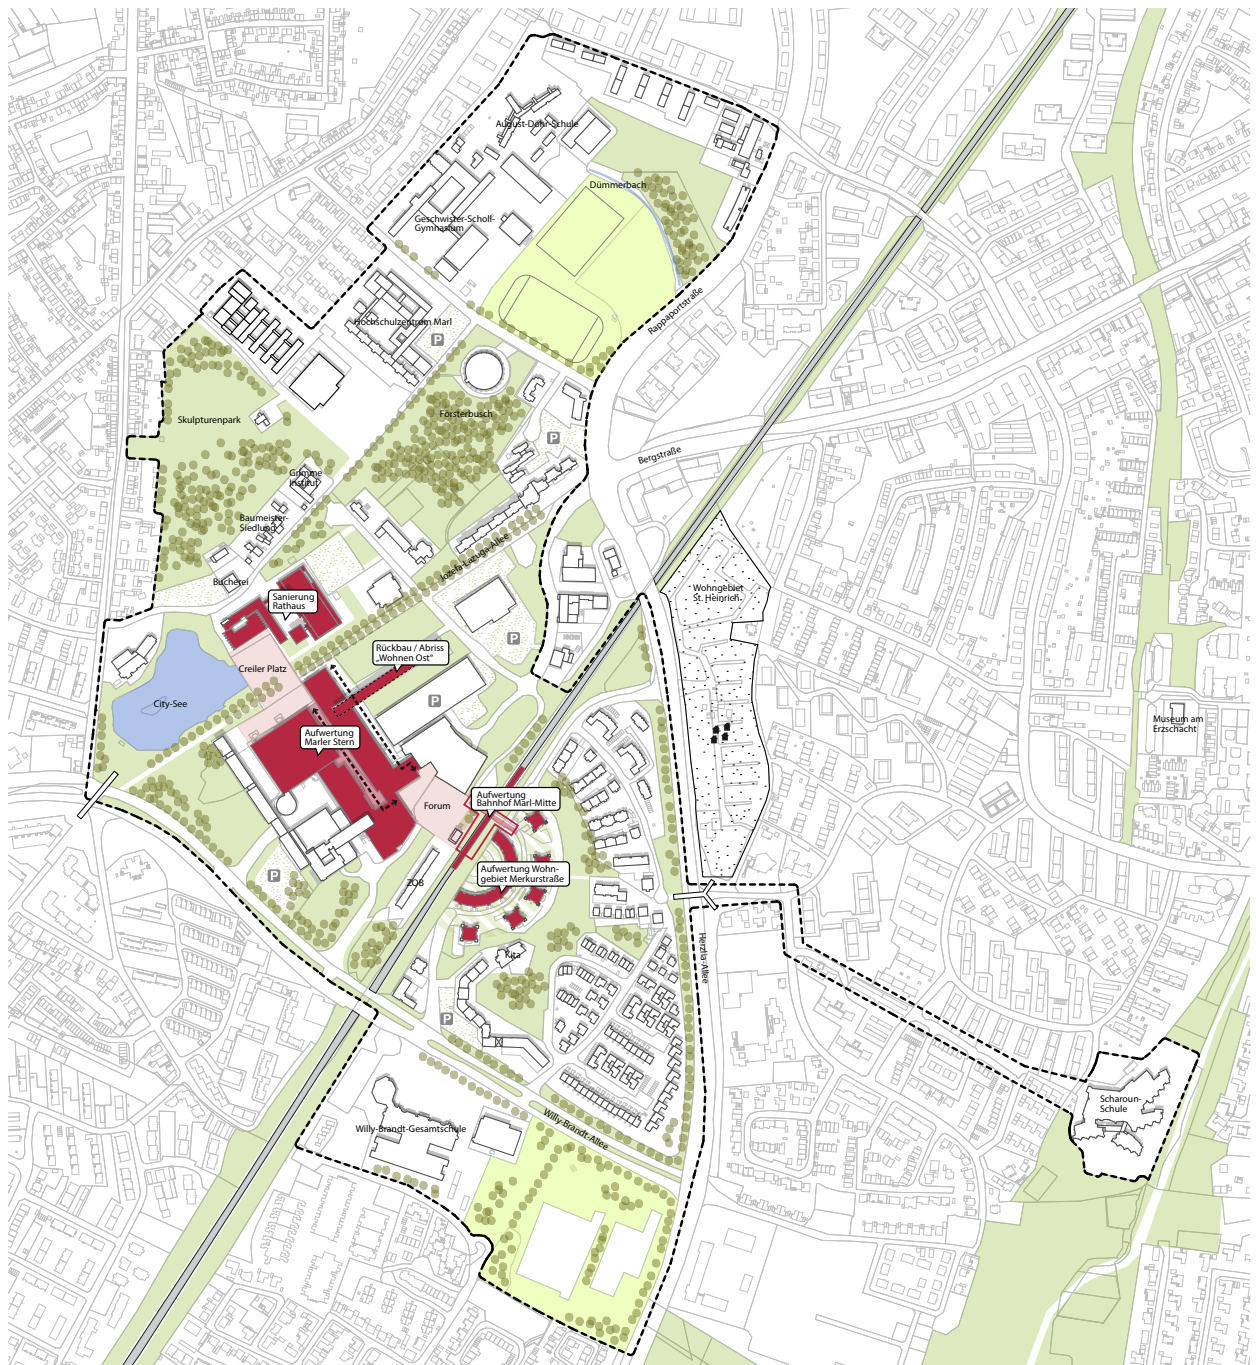 August-Döhr-Schule
Dümmerbach
Geschwister-Scholl-
Gymnasium
Rappaportstraße
Hochschulzentrum Marl
P
Skulpturenpark
Försterbusch
P
Bergstraße
Grimme
Institut
Baumeister-
Siedlung
Jozefa-Lazuga-Allee
Bücherei
Wohngebiet
St. Heinrich
Sanierung
Rathaus
P
Rückbau / Abriss
„Wohnen Ost“
Creiler Platz
City-See
P
Aufwertung
Marler Stern
Museum am
Erzschacht
Forum
Aufwertung
Bahnhof Marl-Mitte
P
ZOB
Aufwertung Wohn-
gebiet Merkurstraße
Herzlia-Allee
Kita
P
Scharoun-
Schule
Willy-Brandt-Gesamtschule
Willy-Brandt-Allee